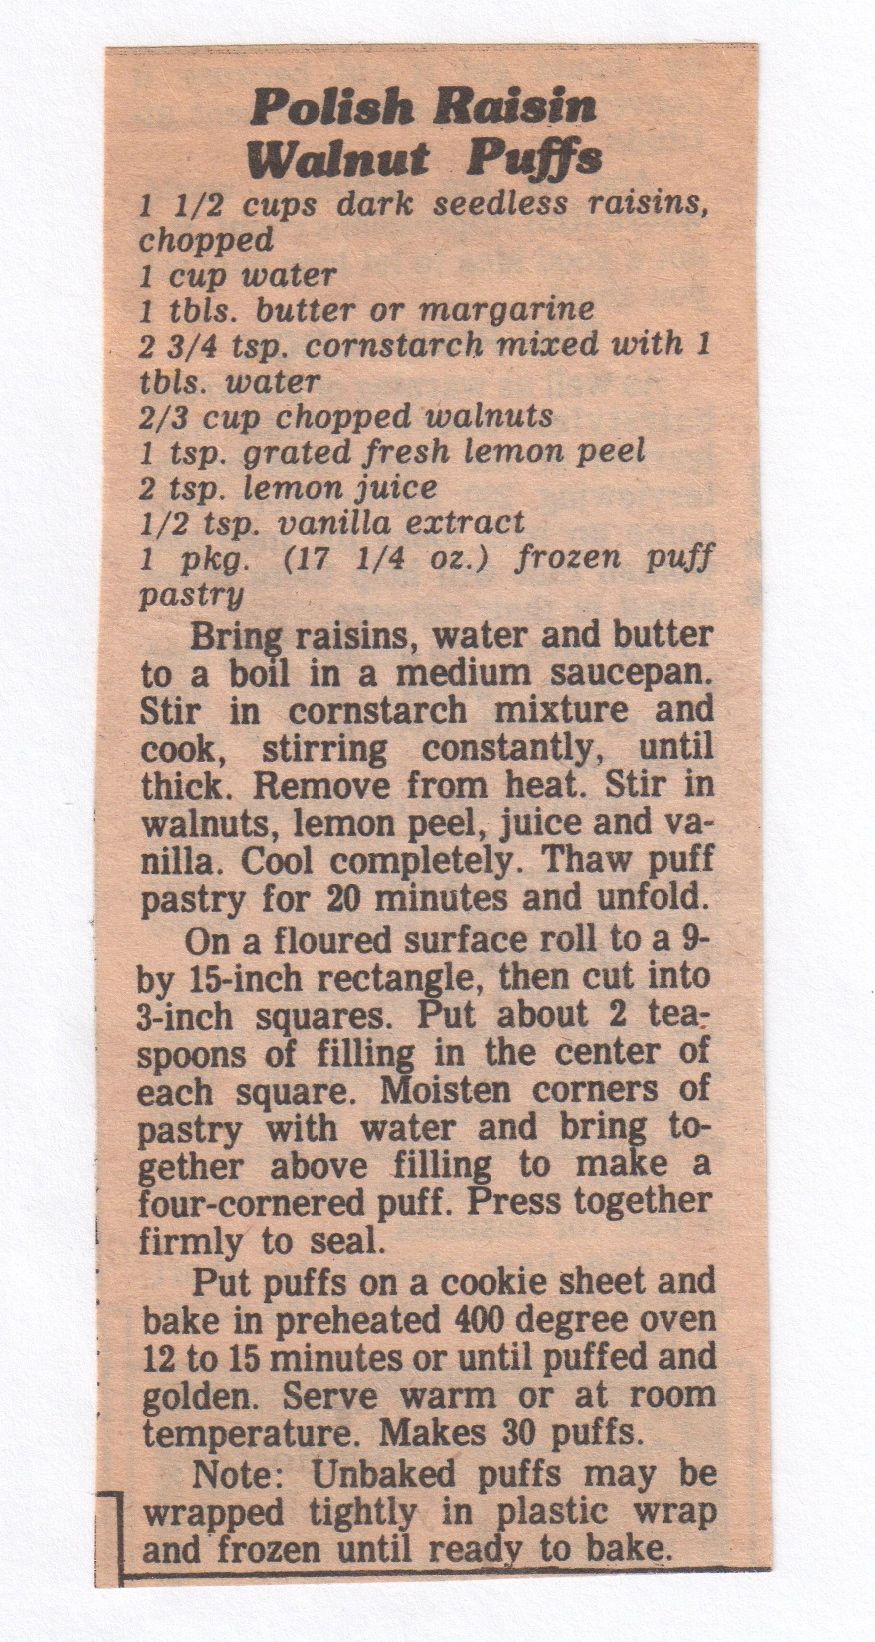 Polish Raisin
Walnut Puffs
1 1/2 cups dark seedless raisins,
chopped
1 cup water
1 tbls. butter or margarine
2 3/4 tsp. cornstarch mixed with 1
tbls. water
2/3 cup chopped walnuts
1 tsp. grated fresh lemon peel
2 tsp. lemon juice
1/2 tsp. vanilla extract
1 pkg. (17 1/4 oz.) frozen puff
pastry
Bring raisins, water and butter
to a boil in a medium saucepan.
Stir in cornstarch mixture and
cook, stirring constantly, until
thick. Remove from heat. Stir in
walnuts, lemon peel, juice and va-
nilla. Cool completely. Thaw puff
pastry for 20 minutes and unfold.
On a floured surface roll to a 9-
by 15-inch rectangle, then cut into
3-inch squares. Put about 2 tea-
spoons of filling in the center of
each square. Moisten corners of
pastry with water and bring to-
gether above filling to make a
four-cornered puff. Press together
firmly to seal.
Put puffs on a cookie sheet and
bake in preheated 400 degree oven
12 to 15 minutes or until puffed and
golden. Serve warm or at room
temperature. Makes 30 puffs.
Note: Unbaked puffs may be
wrapped tightly in plastic wrap
and frozen until ready to bake.